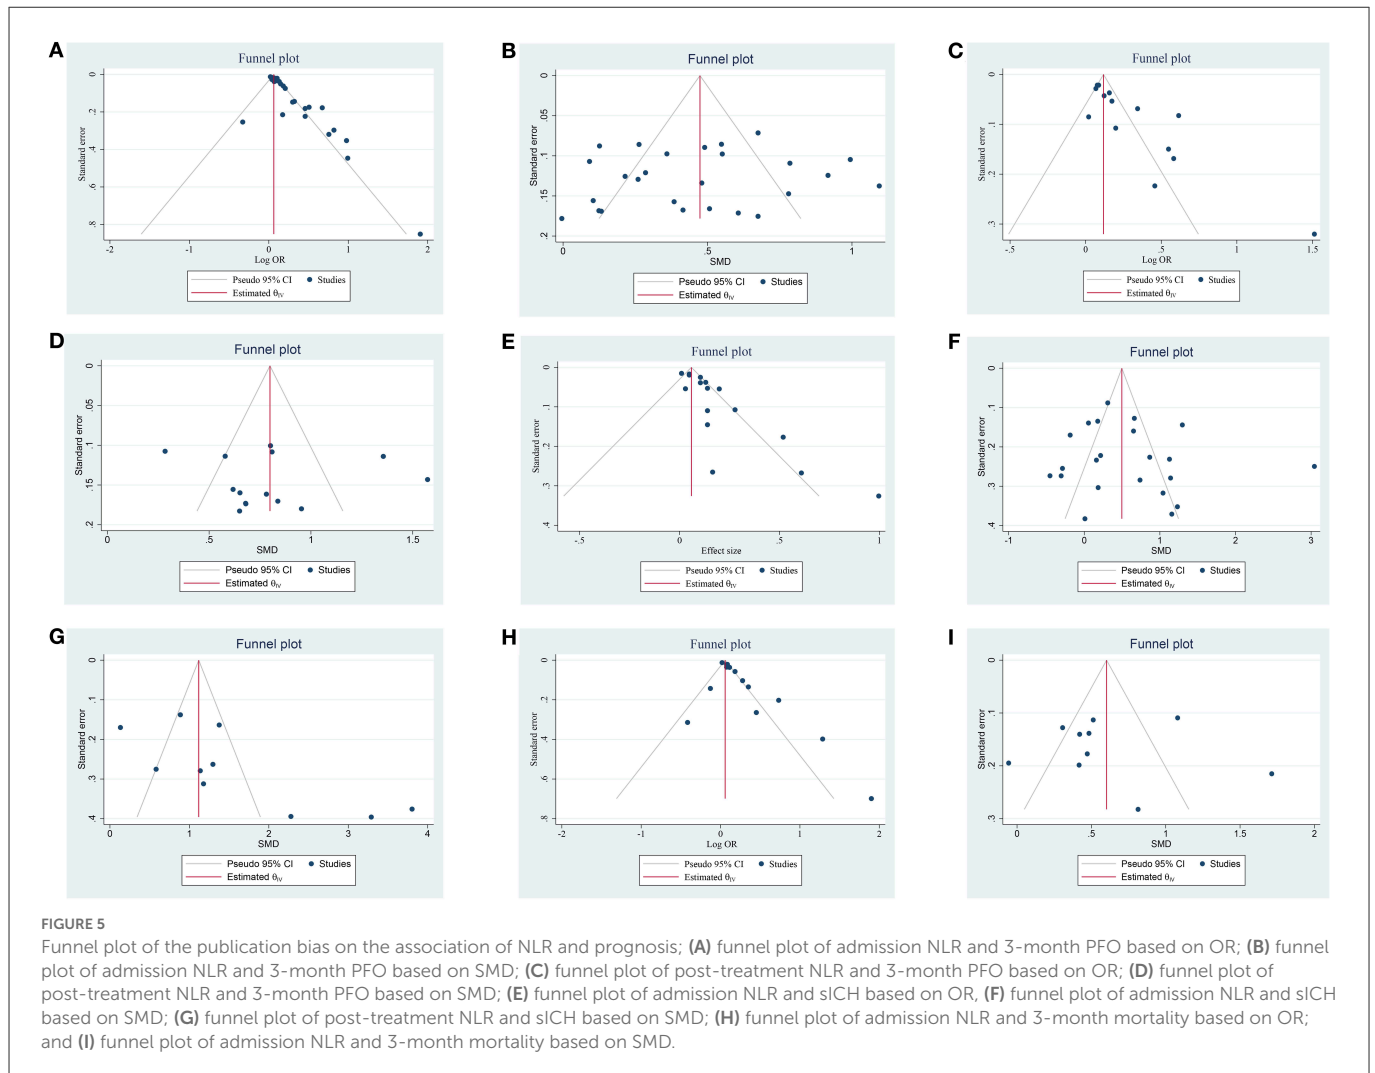 A
Funnel plot
Standard error
0
.2
.4
.6
.8
-2
-1
0
1
2
Log OR
Pseudo 95% CI
Studies
Estimated θIV
B
Funnel plot
Standard error
0
.05
.1
.15
.2
0
.5
1
SMD
Pseudo 95% CI
Studies
Estimated θIV
C
Funnel plot
Standard error
0
.1
.2
.3
-.5
0
.5
1
1.5
Log OR
Pseudo 95% CI
Studies
Estimated θIV
D
Funnel plot
Standard error
0
.05
.1
.15
.2
0
.5
1
1.5
SMD
Pseudo 95% CI
Studies
Estimated θIV
E
Funnel plot
Standard error
0
.1
.2
.3
.4
-.5
0
.5
1
Effect size
Pseudo 95% CI
Studies
Estimated θIV
F
Funnel plot
Standard error
0
.1
.2
.3
.4
-1
0
1
2
3
SMD
Pseudo 95% CI
Studies
Estimated θIV
G
Funnel plot
Standard error
0
.1
.2
.3
.4
0
1
2
3
4
SMD
Pseudo 95% CI
Studies
Estimated θIV
H
Funnel plot
Standard error
0
.2
.4
.6
.8
-2
-1
0
1
2
Log OR
Pseudo 95% CI
Studies
Estimated θIV
I
Funnel plot
Standard error
0
.1
.2
.3
0
.5
1
1.5
2
SMD
Pseudo 95% CI
Studies
Estimated θIV
FIGURE 5
Funnel plot of the publication bias on the association of NLR and prognosis; (A) funnel plot of admission NLR and 3-month PFO based on OR; (B) funnel
plot of admission NLR and 3-month PFO based on SMD; (C) funnel plot of post-treatment NLR and 3-month PFO based on OR; (D) funnel plot of
post-treatment NLR and 3-month PFO based on SMD; (E) funnel plot of admission NLR and sICH based on OR, (F) funnel plot of admission NLR and sICH
based on SMD; (G) funnel plot of post-treatment NLR and sICH based on SMD; (H) funnel plot of admission NLR and 3-month mortality based on OR;
and (I) funnel plot of admission NLR and 3-month mortality based on SMD.